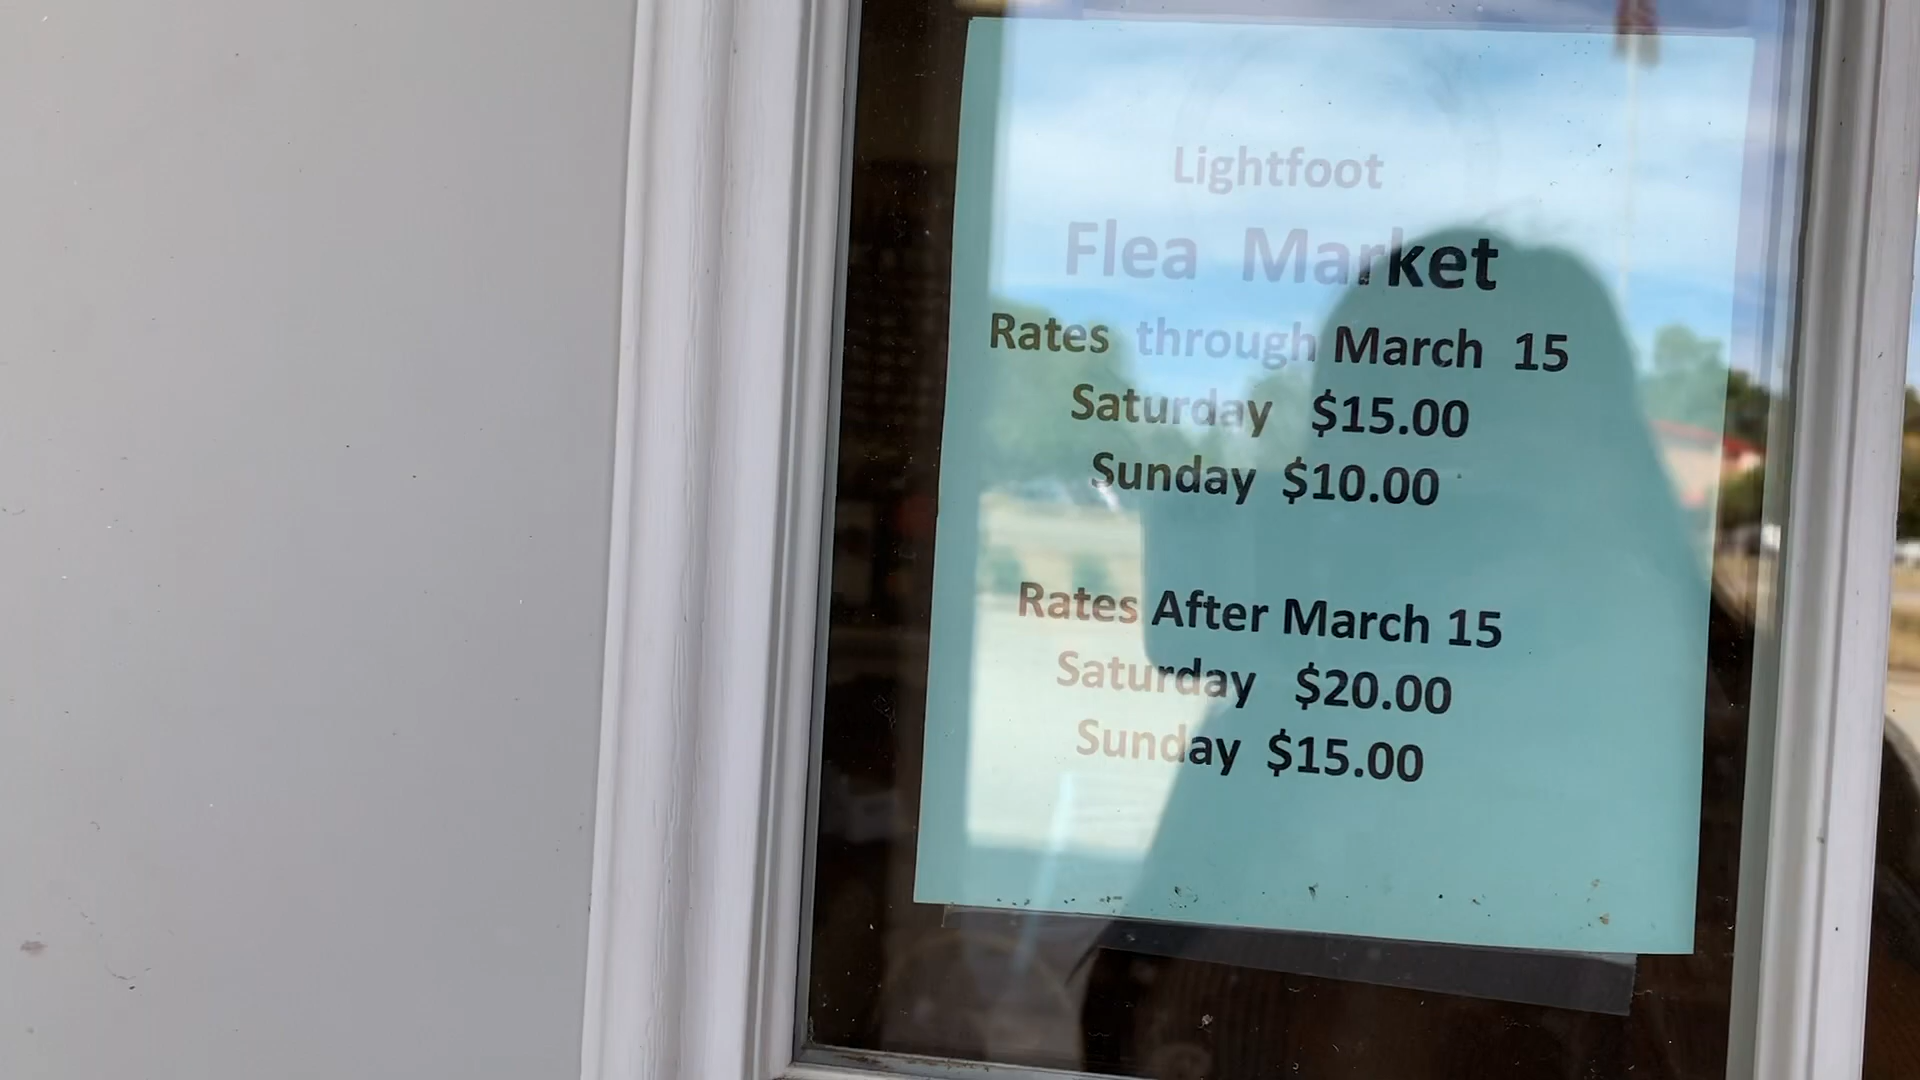 Lightfoot
Flea Market
Rates through March 15
Saturday $15.00
Sunday $10.00
Rates After March 15
Saturday $20.00
Sunday $15.00